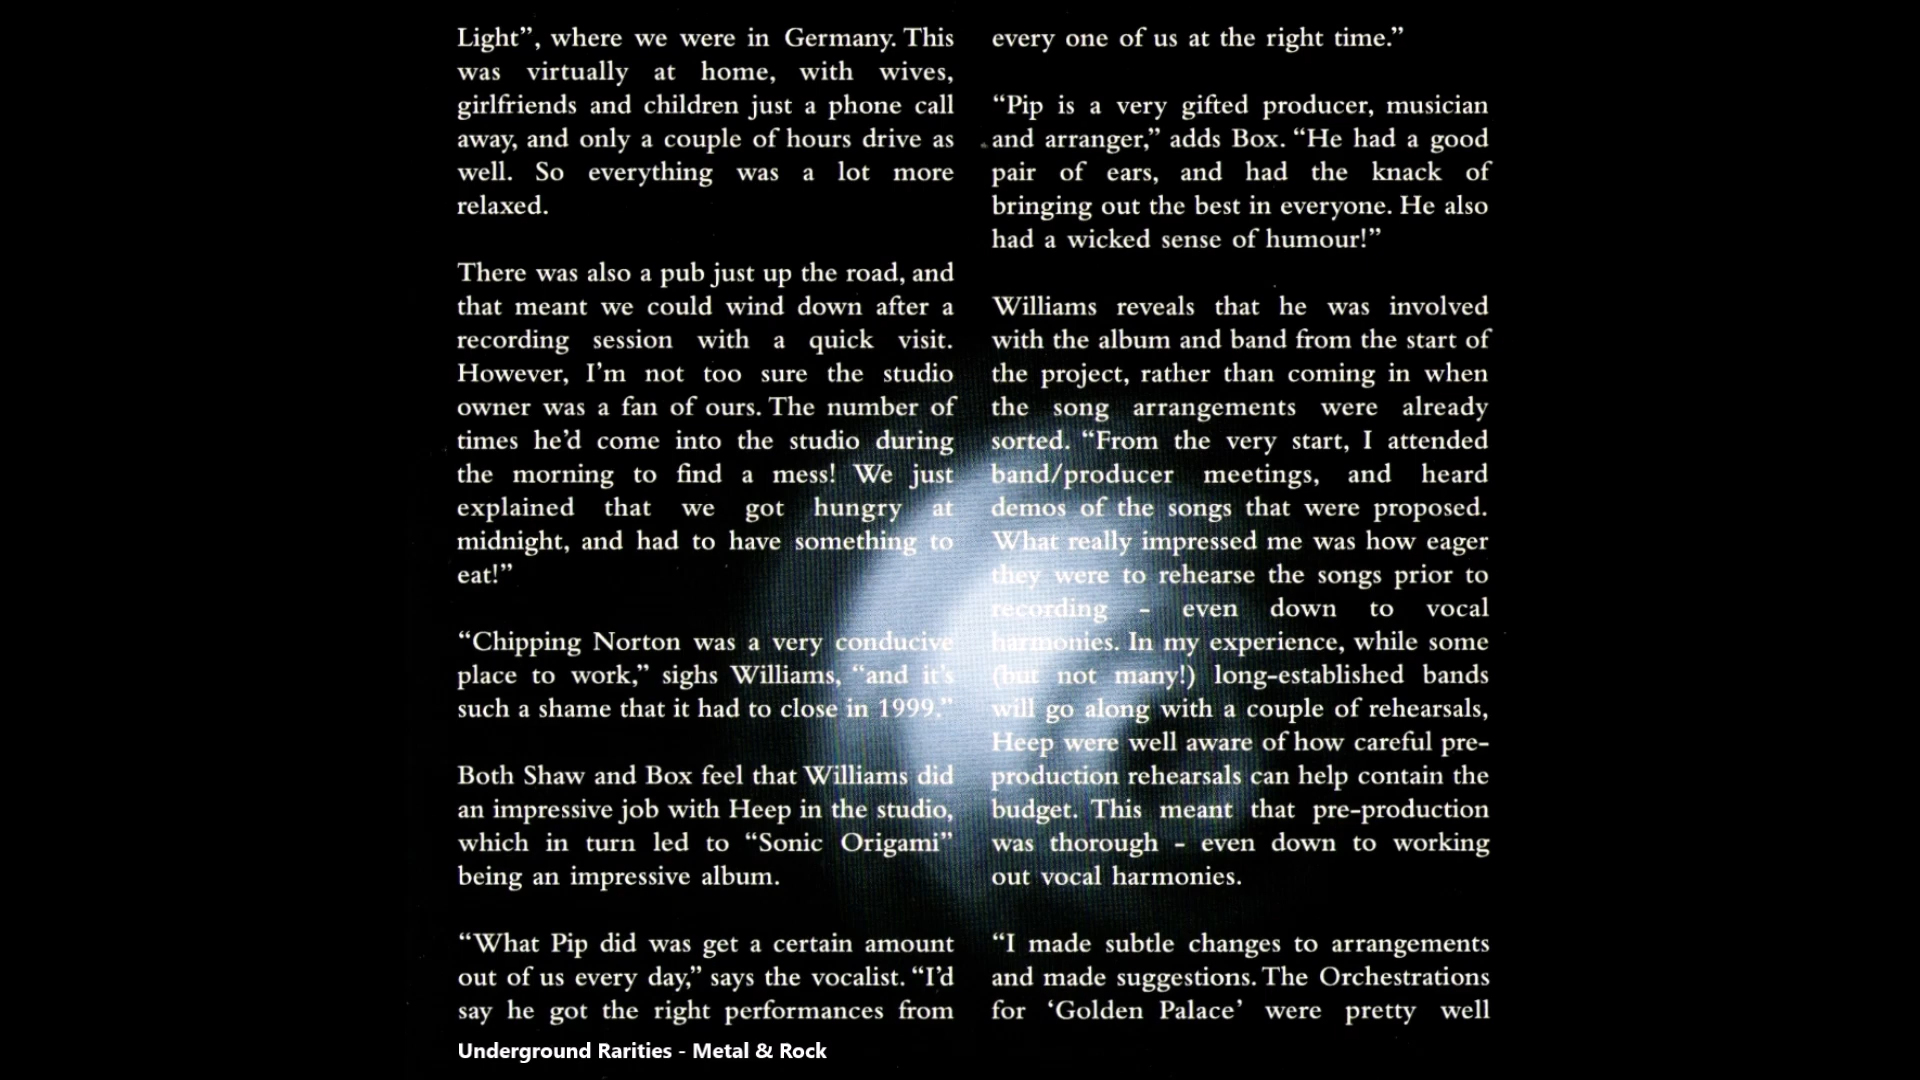 Light”, where we were in Germany. This
was virtually at home, with wives,
girlfriends and children just a phone call
away, and only a couple of hours drive as
well. So everything was a lot more
relaxed.
There was also a pub just up the road, and
that meant we could wind down after a
recording session with a quick visit.
However, I’m not too sure the studio
owner was a fan of ours. The number of
times he’d come into the studio during
the morning to find a mess! We just
explained that we got hungry at
midnight, and had to have something to
eat!”
“Chipping Norton was a very conducive
place to work,” sighs Williams, “and it’s
such a shame that it had to close in 1999.”
Both Shaw and Box feel that Williams did
an impressive job with Heep in the studio,
which in turn led to “Sonic Origami”
being an impressive album.
“What Pip did was get a certain amount
out of us every day,” says the vocalist. “I’d
say he got the right performances from
every one of us at the right time.”
“Pip is a very gifted producer, musician
and arranger,” adds Box. “He had a good
pair of ears, and had the knack of
bringing out the best in everyone. He also
had a wicked sense of humour!”
Williams reveals that he was involved
with the album and band from the start of
the project, rather than coming in when
the song arrangements were already
sorted. “From the very start, I attended
band/producer meetings, and heard
demos of the songs that were proposed.
What really impressed me was how eager
they were to rehearse the songs prior to
recording - even down to vocal
harmonies. In my experience, while some
(but not many!) long-established bands
will go along with a couple of rehearsals,
Heep were well aware of how careful pre-
production rehearsals can help contain the
budget. This meant that pre-production
was thorough - even down to working
out vocal harmonies.
“I made subtle changes to arrangements
and made suggestions. The Orchestrations
for ‘Golden Palace’ were pretty well
Underground Rarities - Metal & Rock